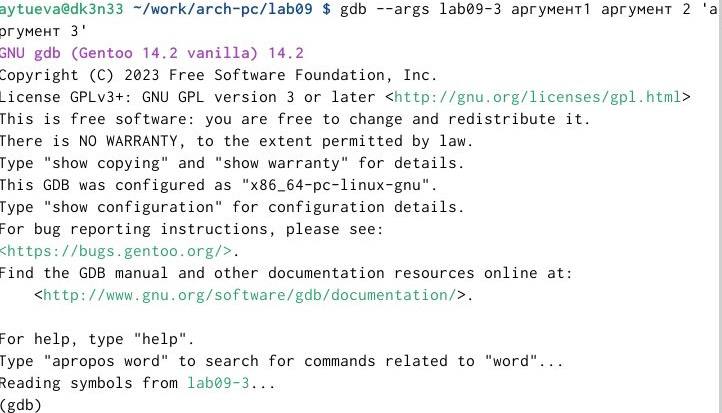 aytueva@dk3n33 ~/work/arch-pc/lab09 $ gdb --args lab09-3 аргумент1 аргумент 2 'а
ргумент 3'
GNU gdb (Gentoo 14.2 vanilla) 14.2
Copyright (C) 2023 Free Software Foundation, Inc.
License GPLv3+: GNU GPL version 3 or later <http://gnu.org/licenses/gpl.html>
This is free software: you are free to change and redistribute it.
There is NO WARRANTY, to the extent permitted by law.
Type "show copying" and "show warranty" for details.
This GDB was configured as "x86_64-pc-linux-gnu".
Type "show configuration" for configuration details.
For bug reporting instructions, please see:
<https://bugs.gentoo.org/>.
Find the GDB manual and other documentation resources online at:
    <http://www.gnu.org/software/gdb/documentation/>.

For help, type "help".
Type "apropos word" to search for commands related to "word"...
Reading symbols from lab09-3...
(gdb)